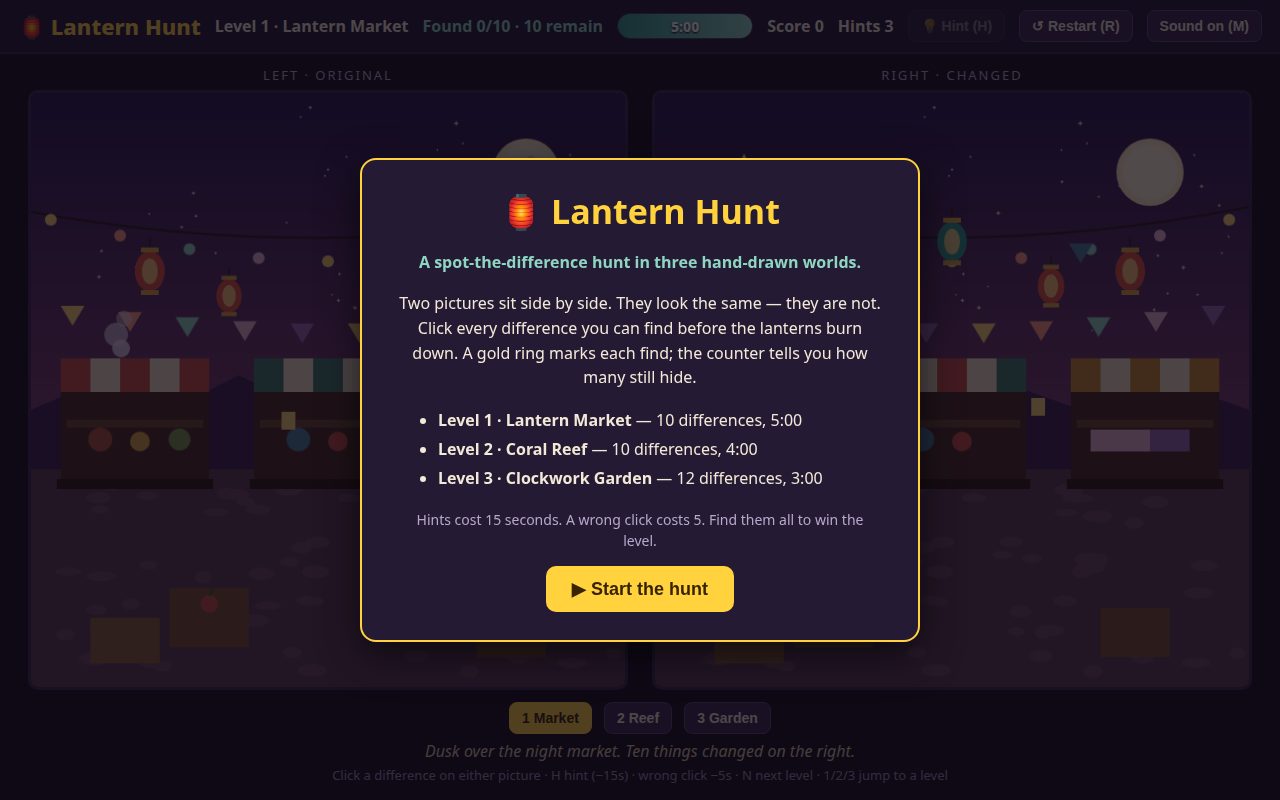 🏮 Lantern Hunt Level 1 · Lantern Market Found 0/10 · 10 remain 5:00 Score 0 Hints 3 💡 Hint (H) ↺ Restart (R) Sound on (M)
LEFT · ORIGINAL RIGHT · CHANGED
🏮 Lantern Hunt
A spot-the-difference hunt in three hand-drawn worlds.
Two pictures sit side by side. They look the same — they are not.
Click every difference you can find before the lanterns burn
down. A gold ring marks each find; the counter tells you how
many still hide.
• Level 1 · Lantern Market — 10 differences, 5:00
• Level 2 · Coral Reef — 10 differences, 4:00
• Level 3 · Clockwork Garden — 12 differences, 3:00
Hints cost 15 seconds. A wrong click costs 5. Find them all to win the
level.
▶ Start the hunt
1 Market 2 Reef 3 Garden
Dusk over the night market. Ten things changed on the right.
Click a difference on either picture · H hint (−15s) · wrong click −5s · N next level · 1/2/3 jump to a level